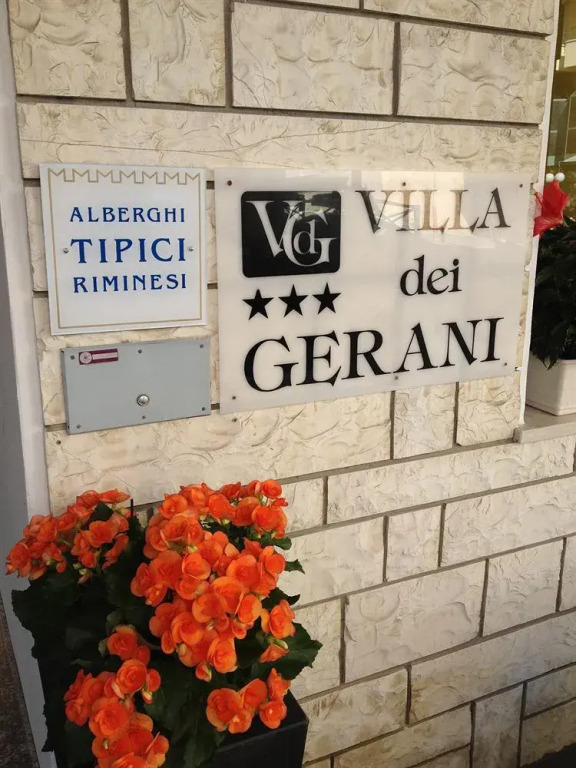 ALBERGHI
TIPICI
RIMINESI
VdG
VILLA
dei
GERANI